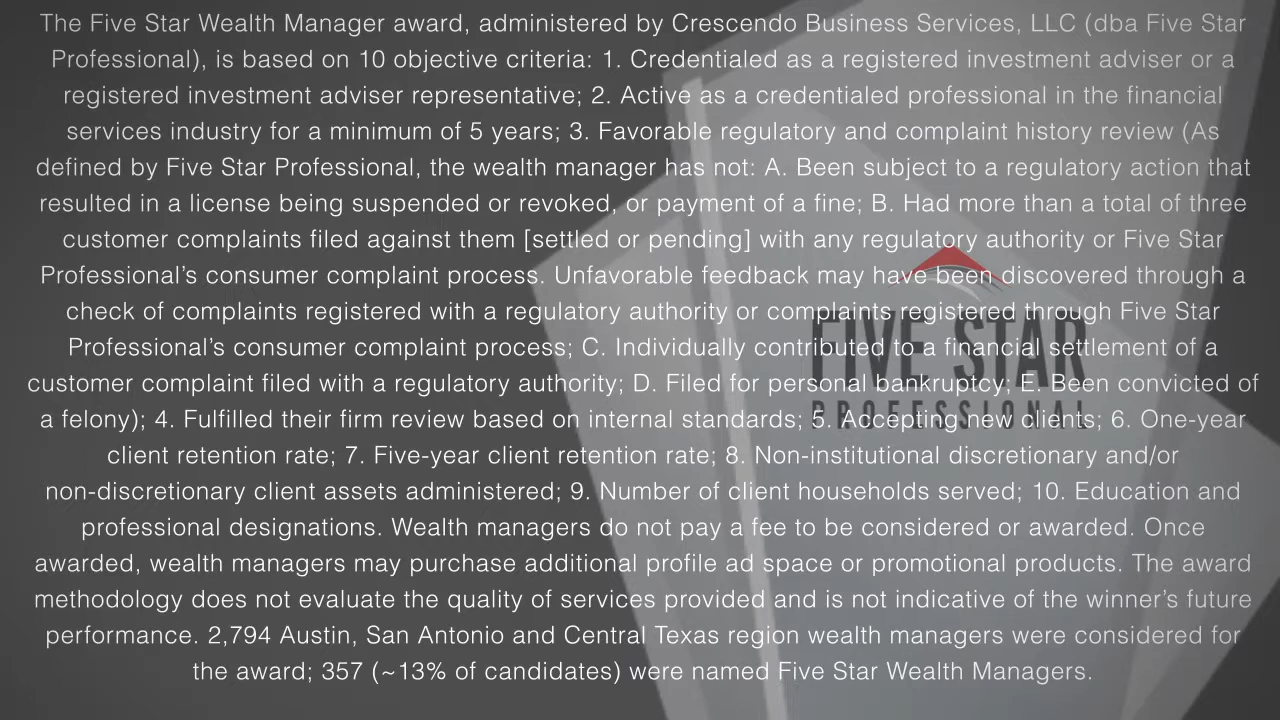 The Five Star Wealth Manager award, administered by Crescendo Business Services, LLC (dba Five Star
Professional), is based on 10 objective criteria: 1. Credentialed as a registered investment adviser or a
registered investment adviser representative; 2. Active as a credentialed professional in the financial
services industry for a minimum of 5 years; 3. Favorable regulatory and complaint history review (As
defined by Five Star Professional, the wealth manager has not: A. Been subject to a regulatory action that
resulted in a license being suspended or revoked, or payment of a fine; B. Had more than a total of three
customer complaints filed against them [settled or pending] with any regulatory authority or Five Star
Professional’s consumer complaint process. Unfavorable feedback may have been discovered through a
check of complaints registered with a regulatory authority or complaints registered through Five Star
Professional’s consumer complaint process; C. Individually contributed to a financial settlement of a
customer complaint filed with a regulatory authority; D. Filed for personal bankruptcy; E. Been convicted of
a felony); 4. Fulfilled their firm review based on internal standards; 5. Accepting new clients; 6. One-year
client retention rate; 7. Five-year client retention rate; 8. Non-institutional discretionary and/or
non-discretionary client assets administered; 9. Number of client households served; 10. Education and
professional designations. Wealth managers do not pay a fee to be considered or awarded. Once
awarded, wealth managers may purchase additional profile ad space or promotional products. The award
methodology does not evaluate the quality of services provided and is not indicative of the winner’s future
performance. 2,794 Austin, San Antonio and Central Texas region wealth managers were considered for
the award; 357 (~13% of candidates) were named Five Star Wealth Managers.
FIVE STAR
PROFESSIONAL